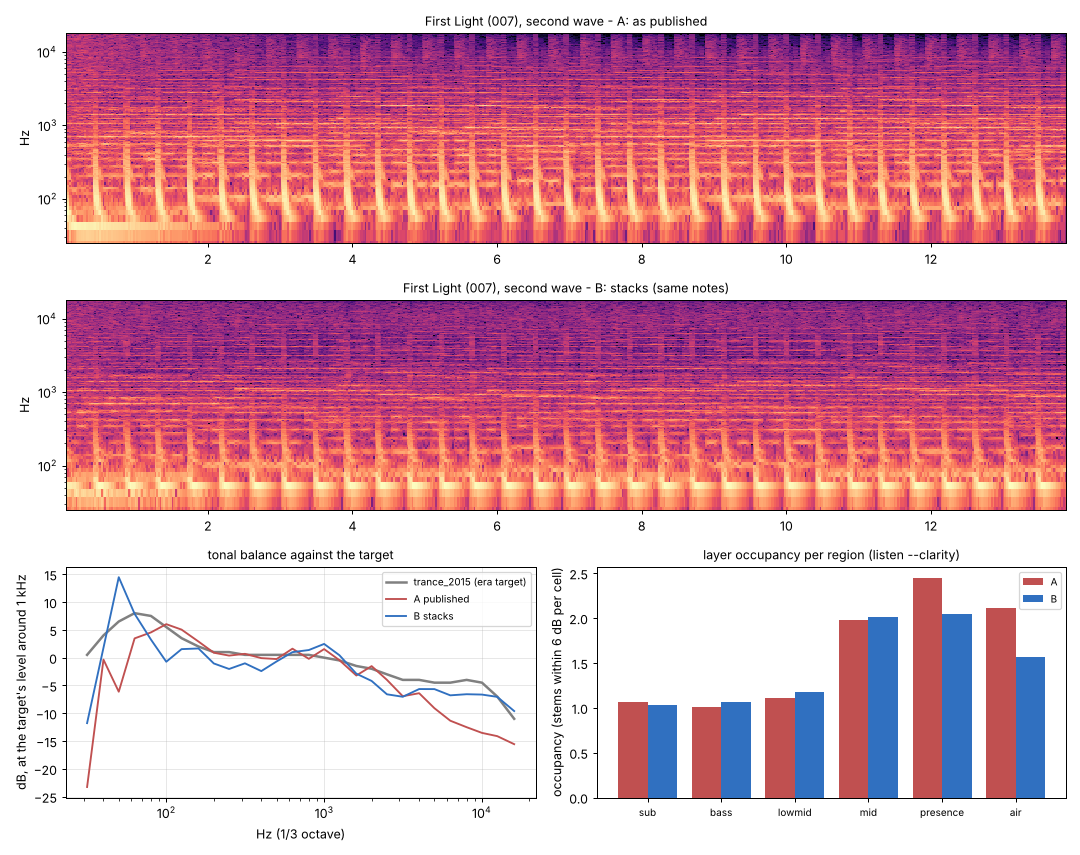 First Light (007), second wave - A: as published
10⁴
10³
10²
Hz
2 4 6 8 10 12
First Light (007), second wave - B: stacks (same notes)
10⁴
10³
10²
Hz
2 4 6 8 10 12
tonal balance against the target
dB, at the target's level around 1 kHz
15
10
5
0
−5
−10
−15
−20
−25
trance_2015 (era target)
A published
B stacks
10² 10³ 10⁴
Hz (1/3 octave)
layer occupancy per region (listen --clarity)
occupancy (stems within 6 dB per cell)
2.5
2.0
1.5
1.0
0.5
0.0
A
B
sub bass lowmid mid presence air